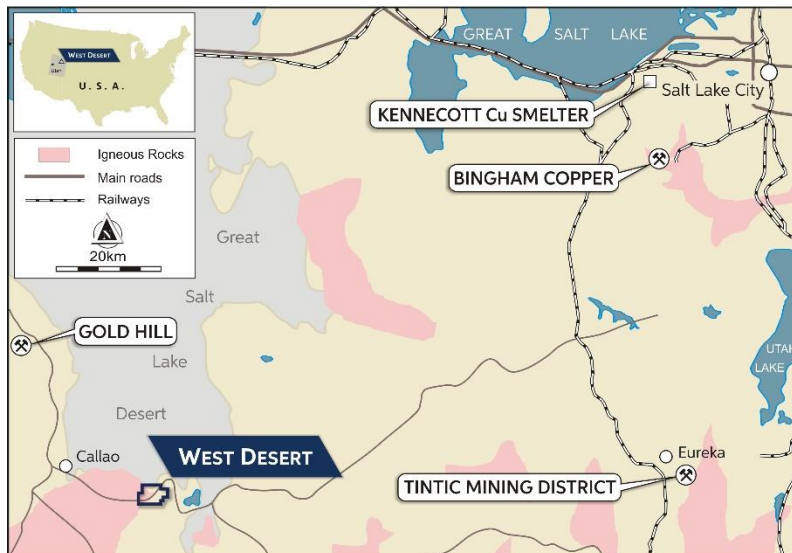 WEST DESERT
Utah
U. S. A.
Igneous Rocks
Main roads
Railways
20km
GREAT SALT LAKE
Salt Lake City
KENNECOTT Cu SMELTER
BINGHAM COPPER
Great
Salt
Lake
Desert
GOLD HILL
UTAH
LAKE
Callao
WEST DESERT
Eureka
TINTIC MINING DISTRICT